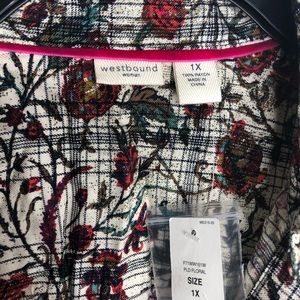 westbound
woman
1X
100% RAYON
MADE IN
CHINA
PLD FLORAL
SIZE
1X